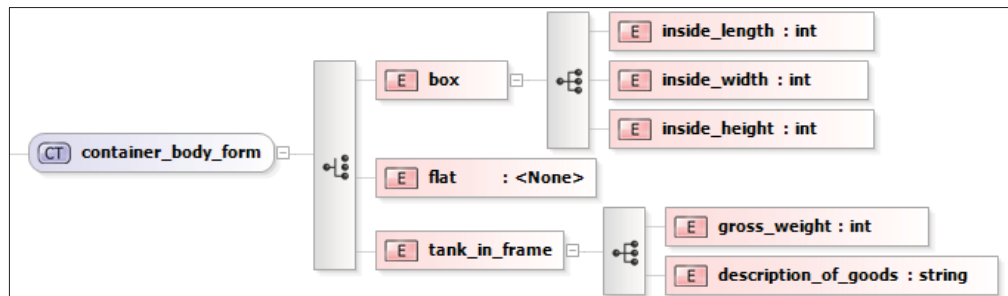 E inside_length : int
E box
E inside_width : int
E inside_height : int
CT container_body_form
E flat : <None>
E gross_weight : int
E tank_in_frame
E description_of_goods : string